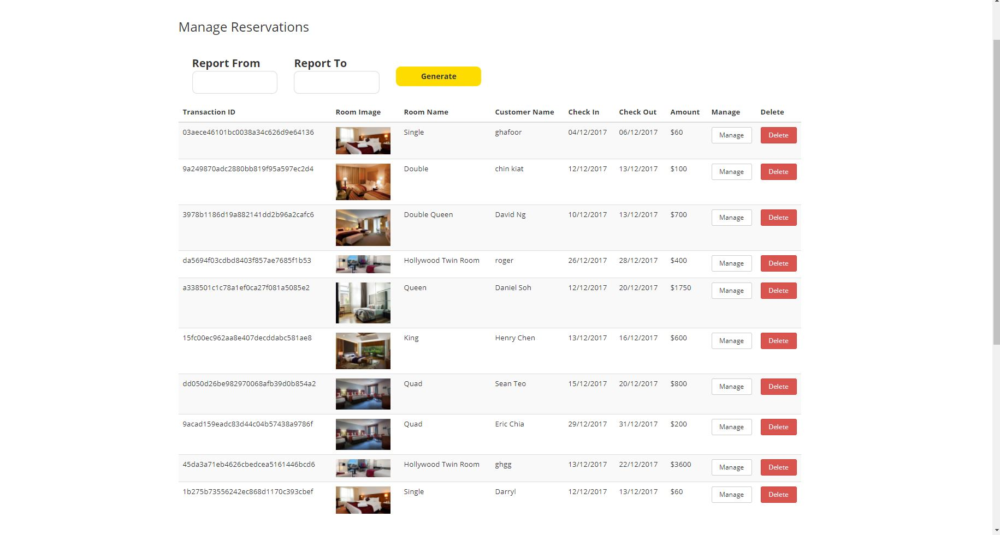 Manage Reservations
Report From Report To
Generate
Transaction ID Room Image Room Name Customer Name Check In Check Out Amount Manage Delete
03aece46101bc0038a34c626d9e64136 Single ghafoor 04/12/2017 06/12/2017 $60 Manage Delete
9a249870adc2880bb819f95a597ec2d4 Double chin kiat 12/12/2017 13/12/2017 $100 Manage Delete
3978b1186d19a882141dd2b96a2cafc6 Double Queen David Ng 10/12/2017 13/12/2017 $700 Manage Delete
da5694f03cdbd8403f857ae7685f1b53 Hollywood Twin Room roger 26/12/2017 28/12/2017 $400 Manage Delete
a338501c1c78a1ef0ca27f081a5085e2 Queen Daniel Soh 12/12/2017 20/12/2017 $1750 Manage Delete
15fc00ec962aa8e407decddabc581ae8 King Henry Chen 13/12/2017 16/12/2017 $600 Manage Delete
dd050d26be982970068afb39d0b854a2 Quad Sean Teo 15/12/2017 20/12/2017 $800 Manage Delete
9acad159eadc83d44c04b57438a9786f Quad Eric Chia 29/12/2017 31/12/2017 $200 Manage Delete
45da3a71eb4626cbedcea5161446bcd6 Hollywood Twin Room ghgg 13/12/2017 22/12/2017 $3600 Manage Delete
1b275b73556242ec868d1170c393cbef Single Darryl 12/12/2017 13/12/2017 $60 Manage Delete